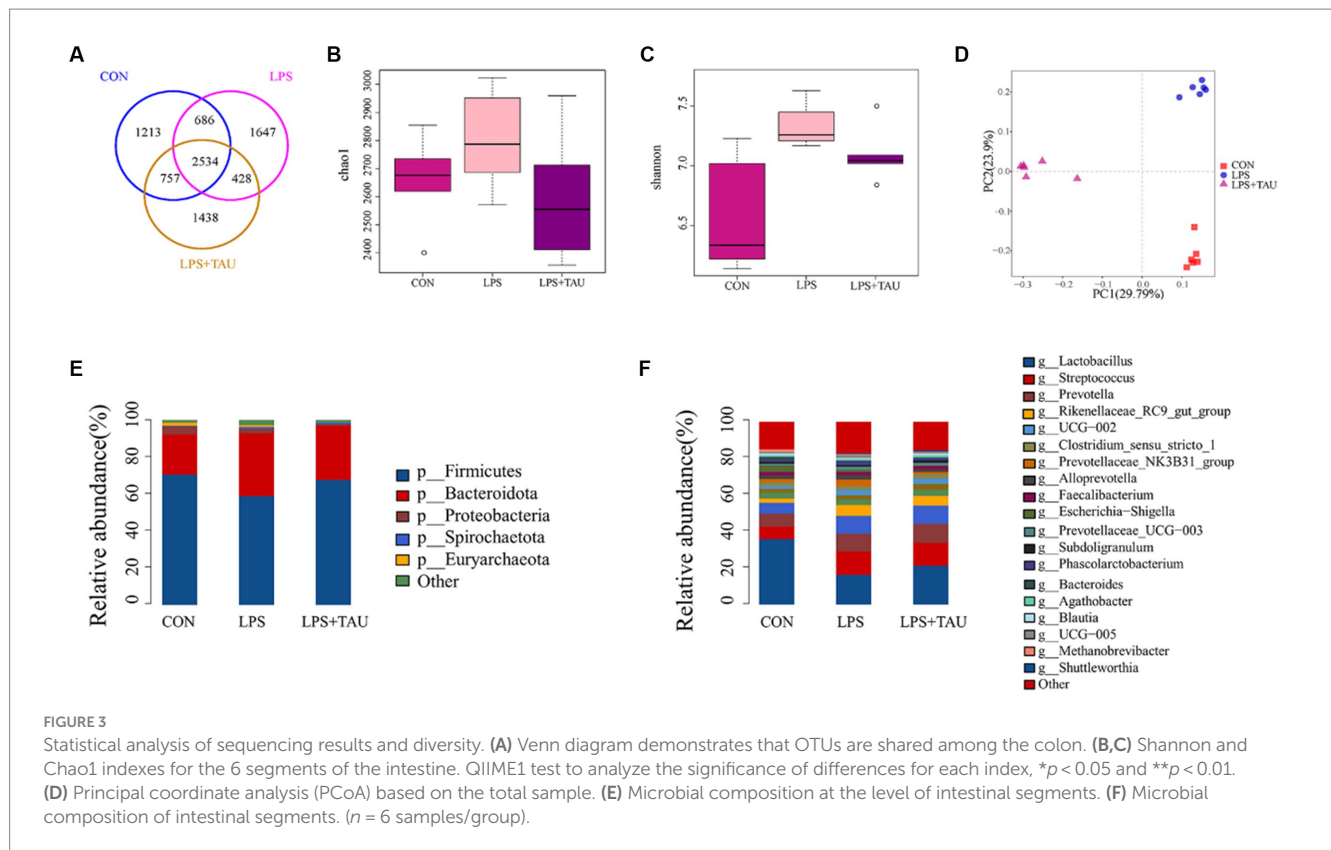 A
CON
LPS
1213
686
1647
2534
757
428
1438
LPS+TAU
B
chao1
3000
2900
2800
2700
2600
2500
2400
CON
LPS
LPS+TAU
C
shannon
7.5
7.0
6.5
CON
LPS
LPS+TAU
D
PC2(23.9%)
0.2
0.1
0.0
−0.1
−0.2
−0.3
−0.2
−0.1
0.0
0.1
PC1(29.79%)
CON
LPS
LPS+TAU
E
Relative abundance(%)
100
80
60
40
20
0
CON
LPS
LPS+TAU
p__Firmicutes
p__Bacteroidota
p__Proteobacteria
p__Spirochaetota
p__Euryarchaeota
Other
F
Relative abundance(%)
100
80
60
40
20
0
CON
LPS
LPS+TAU
g__Lactobacillus
g__Streptococcus
g__Prevotella
g__Rikenellaceae_RC9_gut_group
g__UCG−002
g__Clostridium_sensu_stricto_1
g__Prevotellaceae_NK3B31_group
g__Alloprevotella
g__Faecalibacterium
g__Escherichia−Shigella
g__Prevotellaceae_UCG−003
g__Subdoligranulum
g__Phascolarctobacterium
g__Bacteroides
g__Agathobacter
g__Blautia
g__UCG−005
g__Methanobrevibacter
g__Shuttleworthia
Other
FIGURE 3
Statistical analysis of sequencing results and diversity. (A) Venn diagram demonstrates that OTUs are shared among the colon. (B,C) Shannon and
Chao1 indexes for the 6 segments of the intestine. QIIME1 test to analyze the significance of differences for each index, *p < 0.05 and **p < 0.01.
(D) Principal coordinate analysis (PCoA) based on the total sample. (E) Microbial composition at the level of intestinal segments. (F) Microbial
composition of intestinal segments. (n = 6 samples/group).